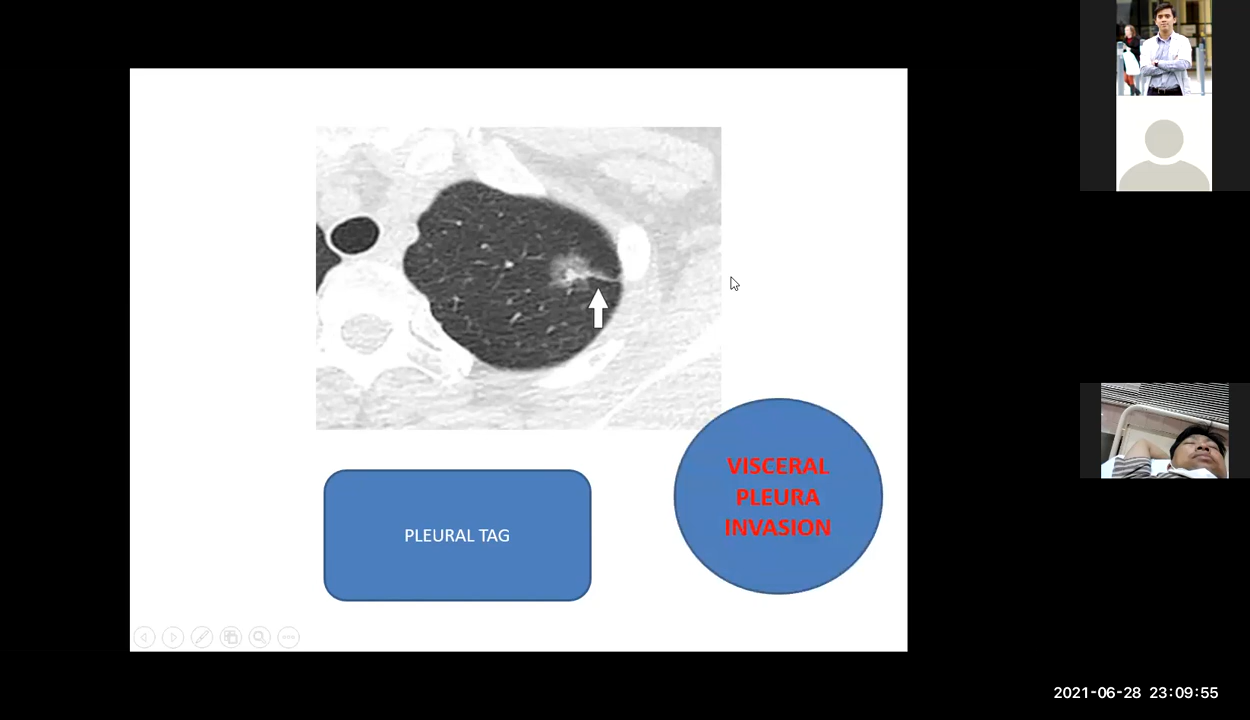 VISCERAL
PLEURA
INVASION
PLEURAL TAG
2021-06-28 23:09:55